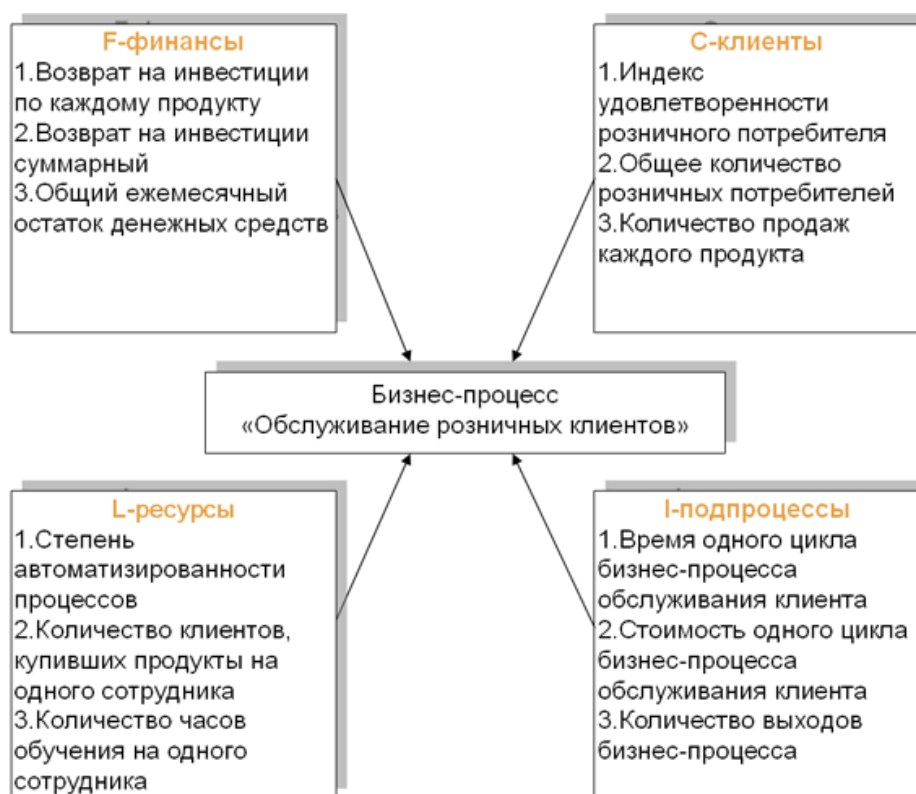 F-финансы
1.Возврат на инвестиции
по каждому продукту
2.Возврат на инвестиции
суммарный
3.Общий ежемесячный
остаток денежных средств
C-клиенты
1.Индекс
удовлетворенности
розничного потребителя
2.Общее количество
розничных потребителей
3.Количество продаж
каждого продукта
Бизнес-процесс
«Обслуживание розничных клиентов»
L-ресурсы
1.Степень
автоматизированности
процессов
2.Количество клиентов,
купивших продукты на
одного сотрудника
3.Количество часов
обучения на одного
сотрудника
I-подпроцессы
1.Время одного цикла
бизнес-процесса
обслуживания клиента
2.Стоимость одного цикла
бизнес-процесса
обслуживания клиента
3.Количество выходов
бизнес-процесса